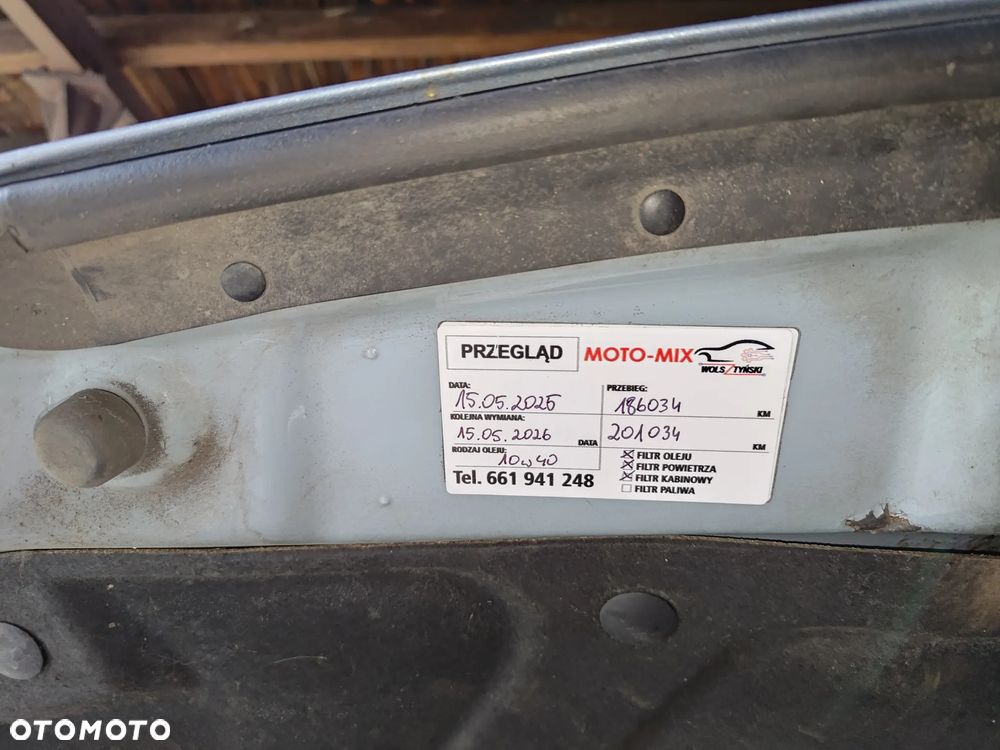 PRZEGLĄD MOTO-MIX
WOLSZTYŃSKI
DATA: 15.05.2025
PRZEBIEG: 186034 KM
KOLEJNA WYMIANA: 15.05.2026 DATA
201034 KM
RODZAJ OLEJU: 10w40
FILTR OLEJU
FILTR POWIETRZA
FILTR KABINOWY
FILTR PALIWA
Tel. 661 941 248
OTOMOTO